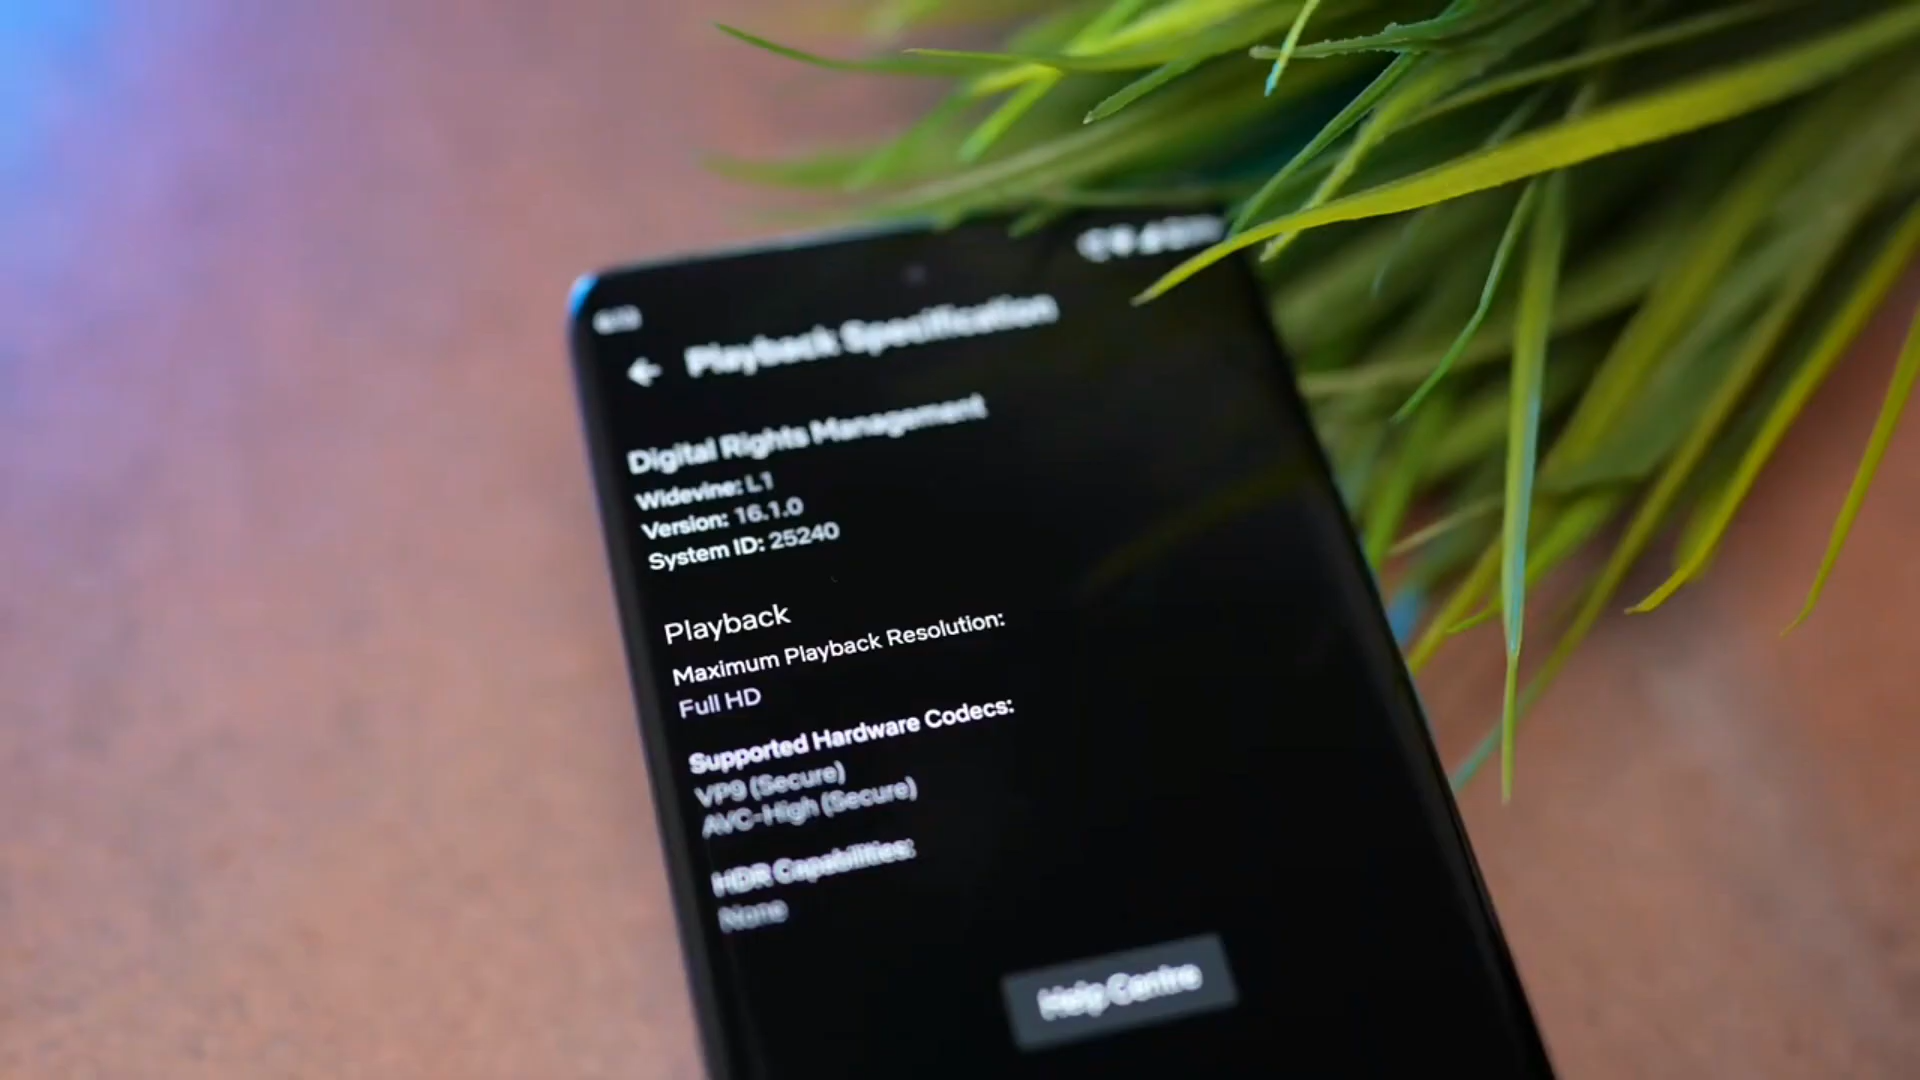 Playback Specification
Digital Rights Management
Widevine: L1
Version: 16.1.0
System ID: 25240
Playback
Maximum Playback Resolution:
Full HD
Supported Hardware Codecs:
VP9 (Secure)
AVC-High (Secure)
HDR Capabilities:
None
Help Centre